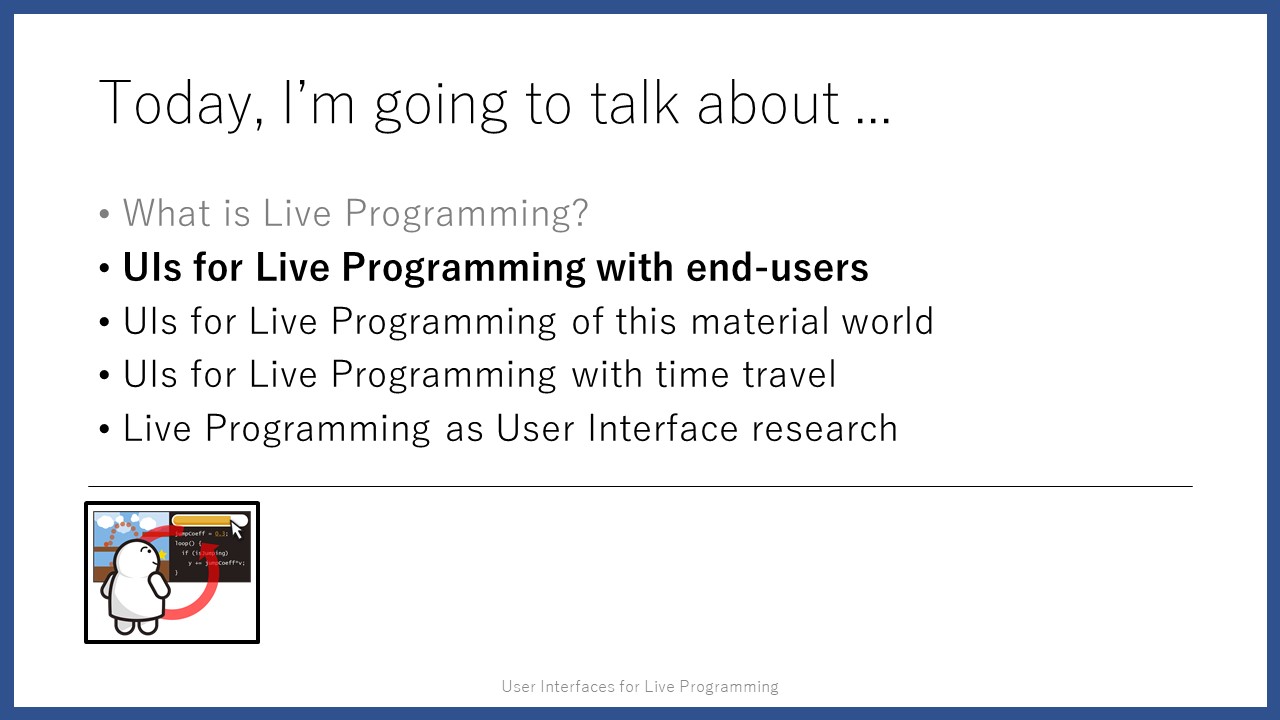 Today, I’m going to talk about …
• What is Live Programming?
• UIs for Live Programming with end-users
• UIs for Live Programming of this material world
• UIs for Live Programming with time travel
• Live Programming as User Interface research
jumpCoeff = 0.3;
loop() {
if (isJumping)
y += jumpCoeff*v;
}
User Interfaces for Live Programming